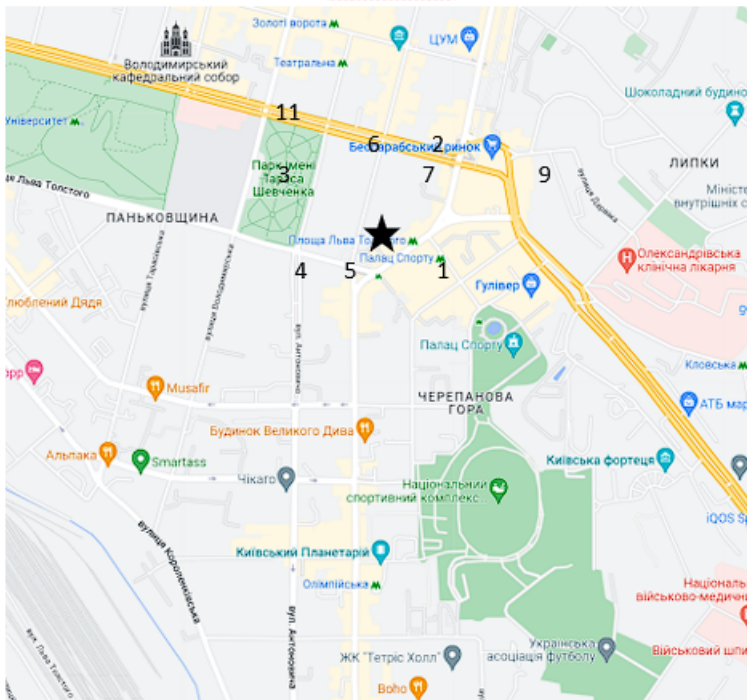 Золоті ворота
ЦУМ
Володимирський
кафедральний собор
Театральна
Шоколадний будино
11
Університет
6
2
Бессарабський ринок
Парк імені
Тараса
Шевченка
3
7
9
ЛИПКИ
вулиця Дарвіна
Мініст
внутрішніх с
ва Льва Толстого
ПАНЬКОВЩИНА
Площа Льва Толстого
Палац Спорту
4
5
1
Олександрівська
клінічна лікарня
вулиця Тарасівська
вулиця Володимирська
Гулівер
люблений Дядя
вул. Антоновича
Палац Спорту
Кловська
app
Musafir
ЧЕРЕПАНОВА
ГОРА
АТБ мар
Будинок Великого Дива
Альпака
Smartass
Київська фортеця
Чікаго
Національний
спортивний комплекс...
iQOS Sp
вулиця Короленківська
Київський Планетарій
Олімпійська
Національ
військово-медичн
вул. Антоновича
вул. Льва Толстого
Українська
асоціація футболу
ЖК "Тетріс Холл"
Військовий шпи
Boho